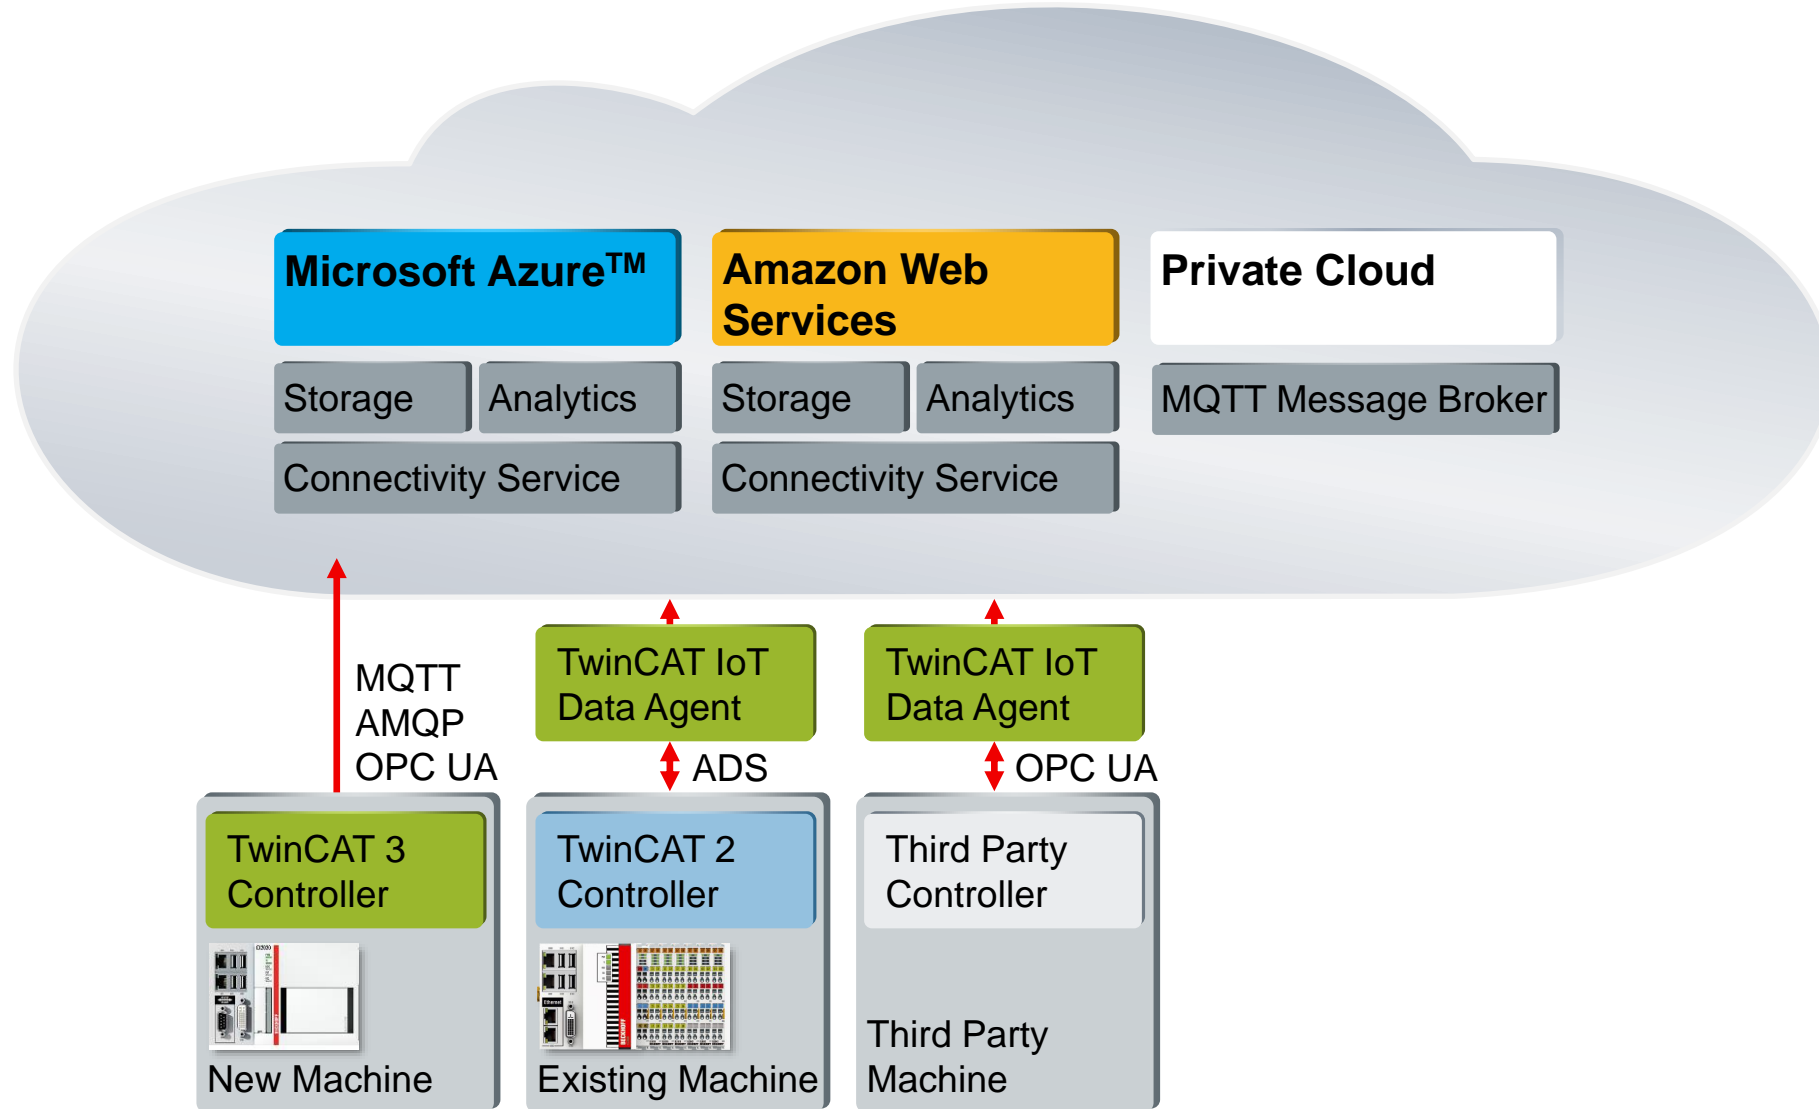 Microsoft Azure™
Amazon Web
Services
Private Cloud
Storage
Analytics
Storage
Analytics
MQTT Message Broker
Connectivity Service
Connectivity Service
MQTT
AMQP
OPC UA
TwinCAT IoT
Data Agent
ADS
TwinCAT IoT
Data Agent
OPC UA
TwinCAT 3
Controller
New Machine
TwinCAT 2
Controller
Ethernet
BECKHOFF
Existing Machine
Third Party
Controller
Third Party
Machine